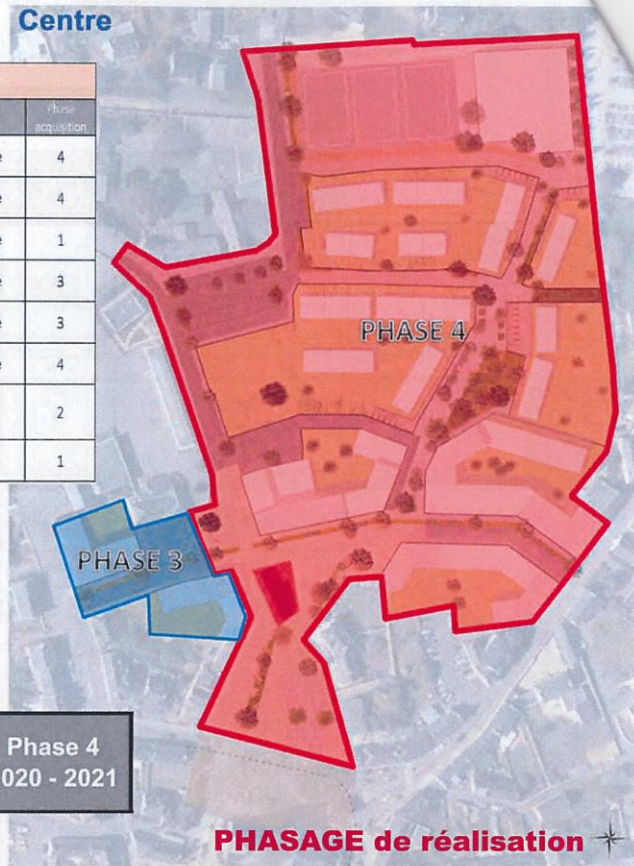 Centre
Phase
acquisition
e 4
e 4
e 1
e 3
e 3
e 4
2
1
PHASE 4
PHASE 3
Phase 4
020 - 2021
PHASAGE de réalisation